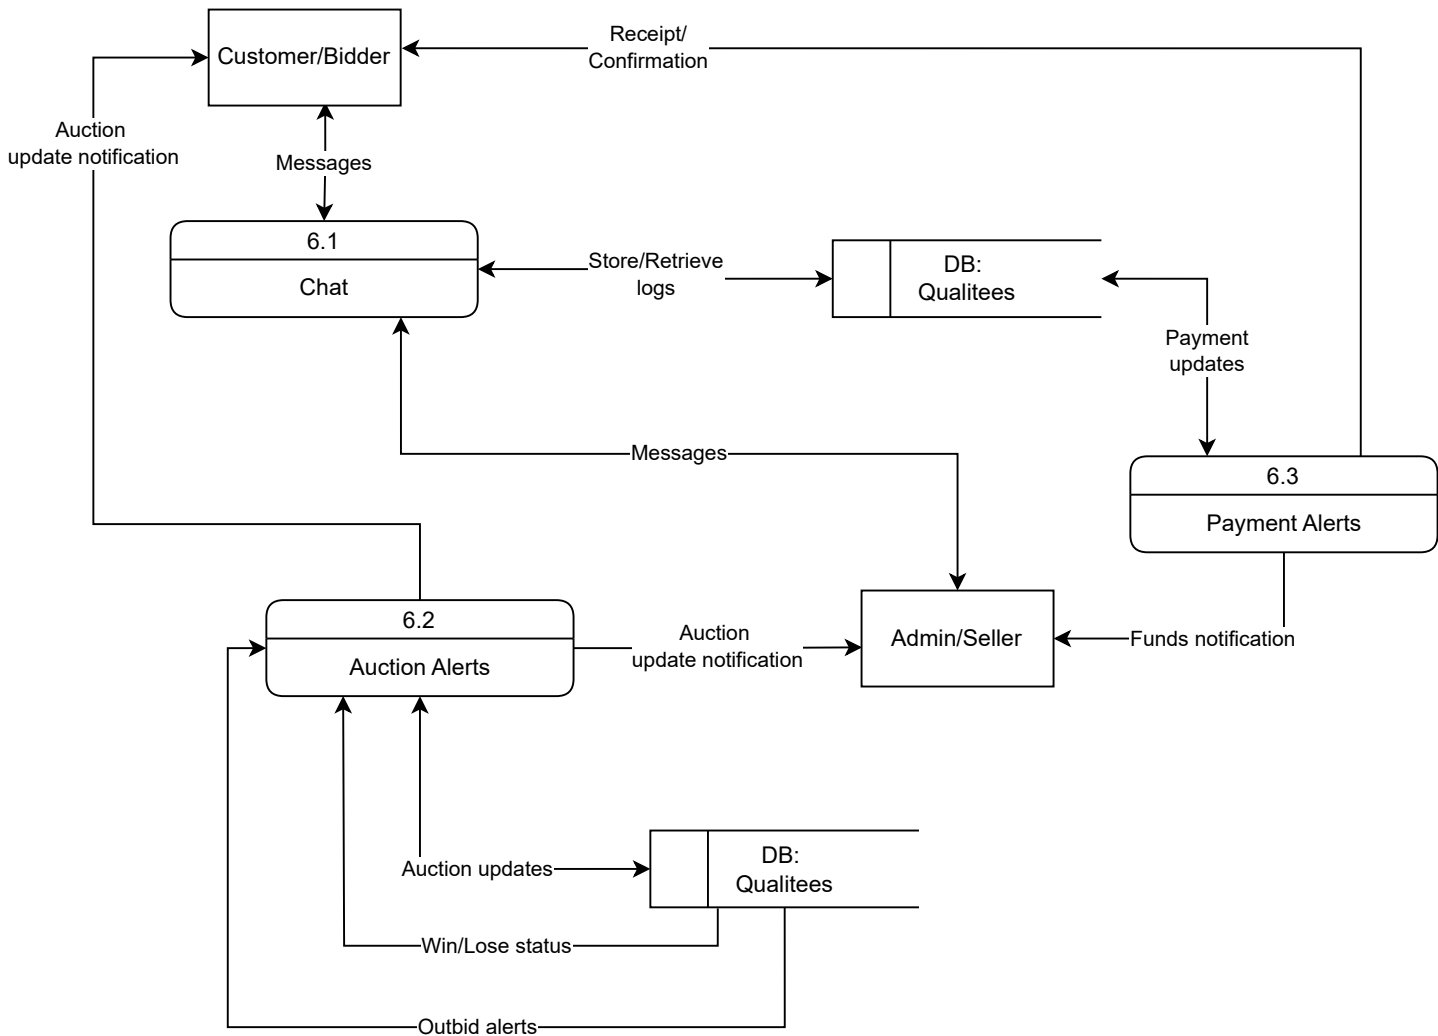 Customer/Bidder
Receipt/
Confirmation
Auction
update notification
Messages
6.1
Chat
Store/Retrieve
logs
DB:
Qualitees
Payment
updates
Messages
6.3
Payment Alerts
6.2
Auction Alerts
Auction
update notification
Admin/Seller
Funds notification
Auction updates
DB:
Qualitees
Win/Lose status
Outbid alerts